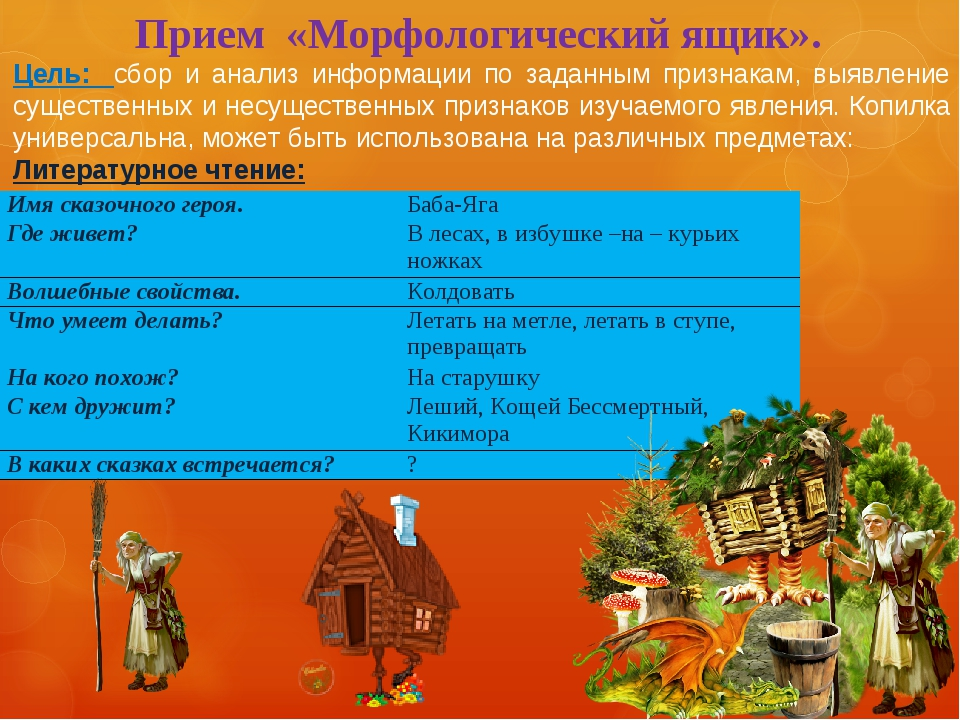 Прием «Морфологический ящик».
Цель: сбор и анализ информации по заданным признакам, выявление
существенных и несущественных признаков изучаемого явления. Копилка
универсальна, может быть использована на различных предметах:
Литературное чтение:
Имя сказочного героя. Баба-Яга
Где живет? В лесах, в избушке –на – курьих
ножках
Волшебные свойства. Колдовать
Что умеет делать? Летать на метле, летать в ступе,
превращать
На кого похож? На старушку
С кем дружит? Леший, Кощей Бессмертный,
Кикимора
В каких сказках встречается? ?